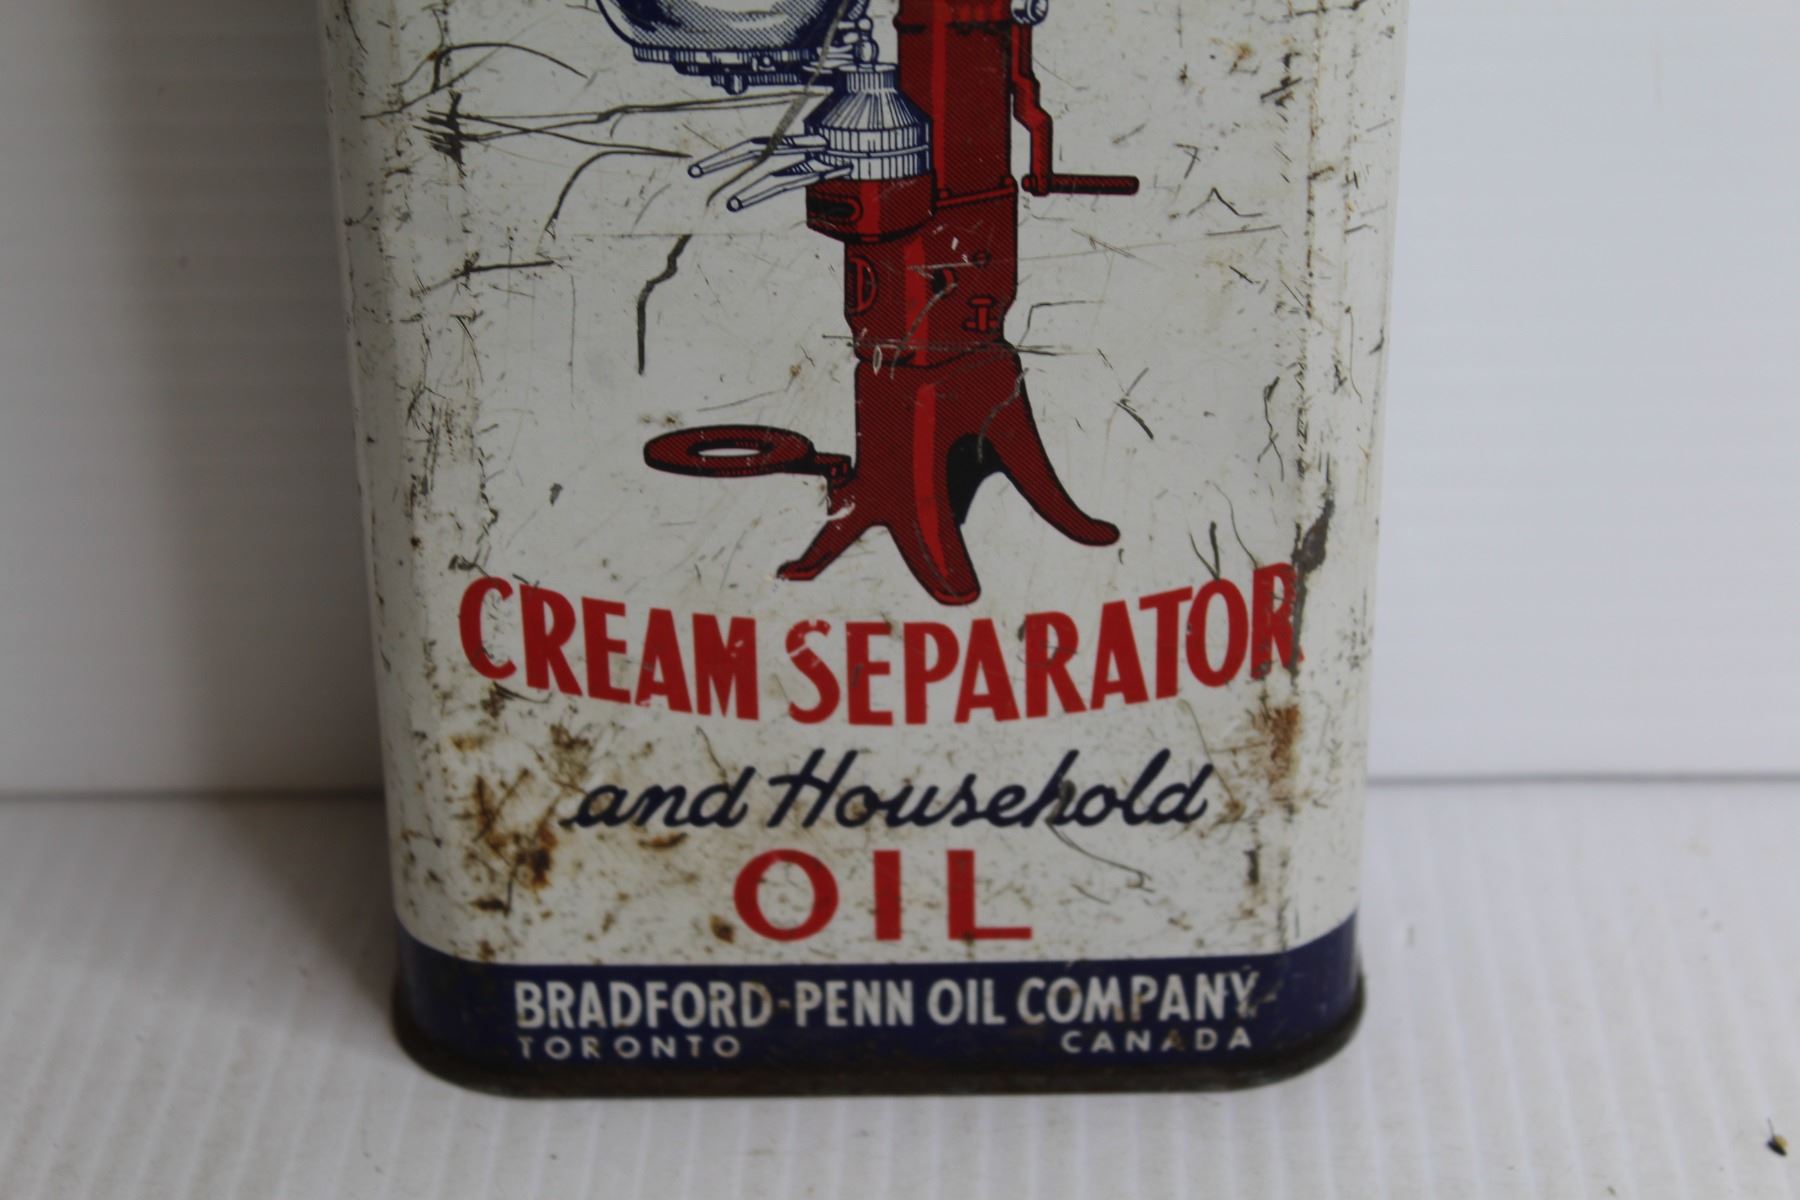 CREAM SEPARATOR
and Household
OIL
BRADFORD-PENN OIL COMPANY
TORONTO CANADA